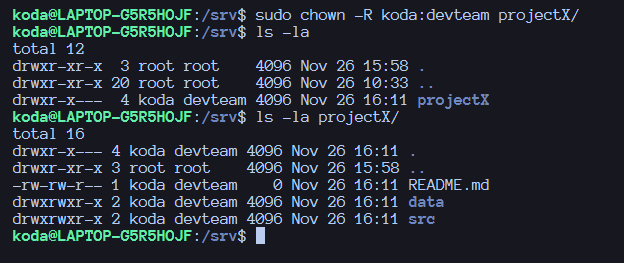 koda@LAPTOP-G5R5HOJF:/srv$ sudo chown -R koda:devteam projectX/
koda@LAPTOP-G5R5HOJF:/srv$ ls -la
total 12
drwxr-xr-x  3 root root    4096 Nov 26 15:58 .
drwxr-xr-x 20 root root    4096 Nov 26 10:33 ..
drwxr-x---  4 koda devteam 4096 Nov 26 16:11 projectX
koda@LAPTOP-G5R5HOJF:/srv$ ls -la projectX/
total 16
drwxr-x--- 4 koda devteam 4096 Nov 26 16:11 .
drwxr-xr-x 3 root root    4096 Nov 26 15:58 ..
-rw-rw-r-- 1 koda devteam    0 Nov 26 16:11 README.md
drwxrwxr-x 2 koda devteam 4096 Nov 26 16:11 data
drwxrwxr-x 2 koda devteam 4096 Nov 26 16:11 src
koda@LAPTOP-G5R5HOJF:/srv$